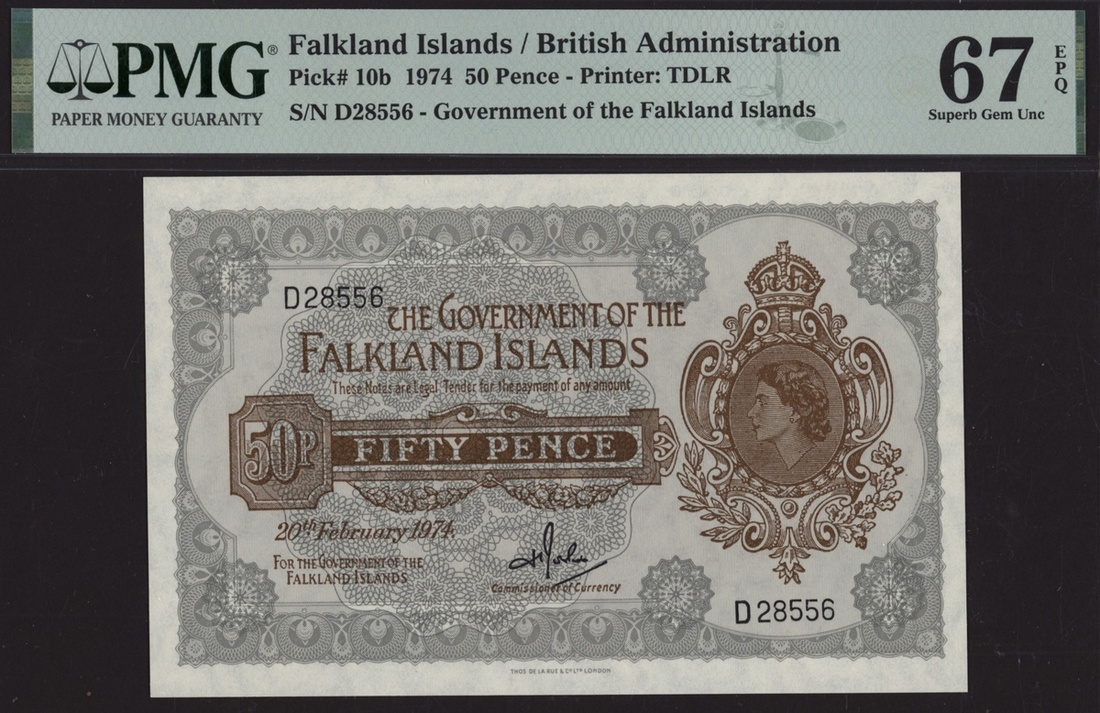 PMG®
PAPER MONEY GUARANTY
Falkland Islands / British Administration
Pick# 10b 1974 50 Pence - Printer: TDLR
S/N D28556 - Government of the Falkland Islands
67
EPQ
Superb Gem Unc
D28556
THE GOVERNMENT OF THE
FALKLAND ISLANDS
These Notes are Legal Tender for the payment of any amount
50P
FIFTY PENCE
20th February 1974.
FOR THE GOVERNMENT OF THE
FALKLAND ISLANDS
Commissioner of Currency
D28556
THOS DE LA RUE & CO LTD LONDON